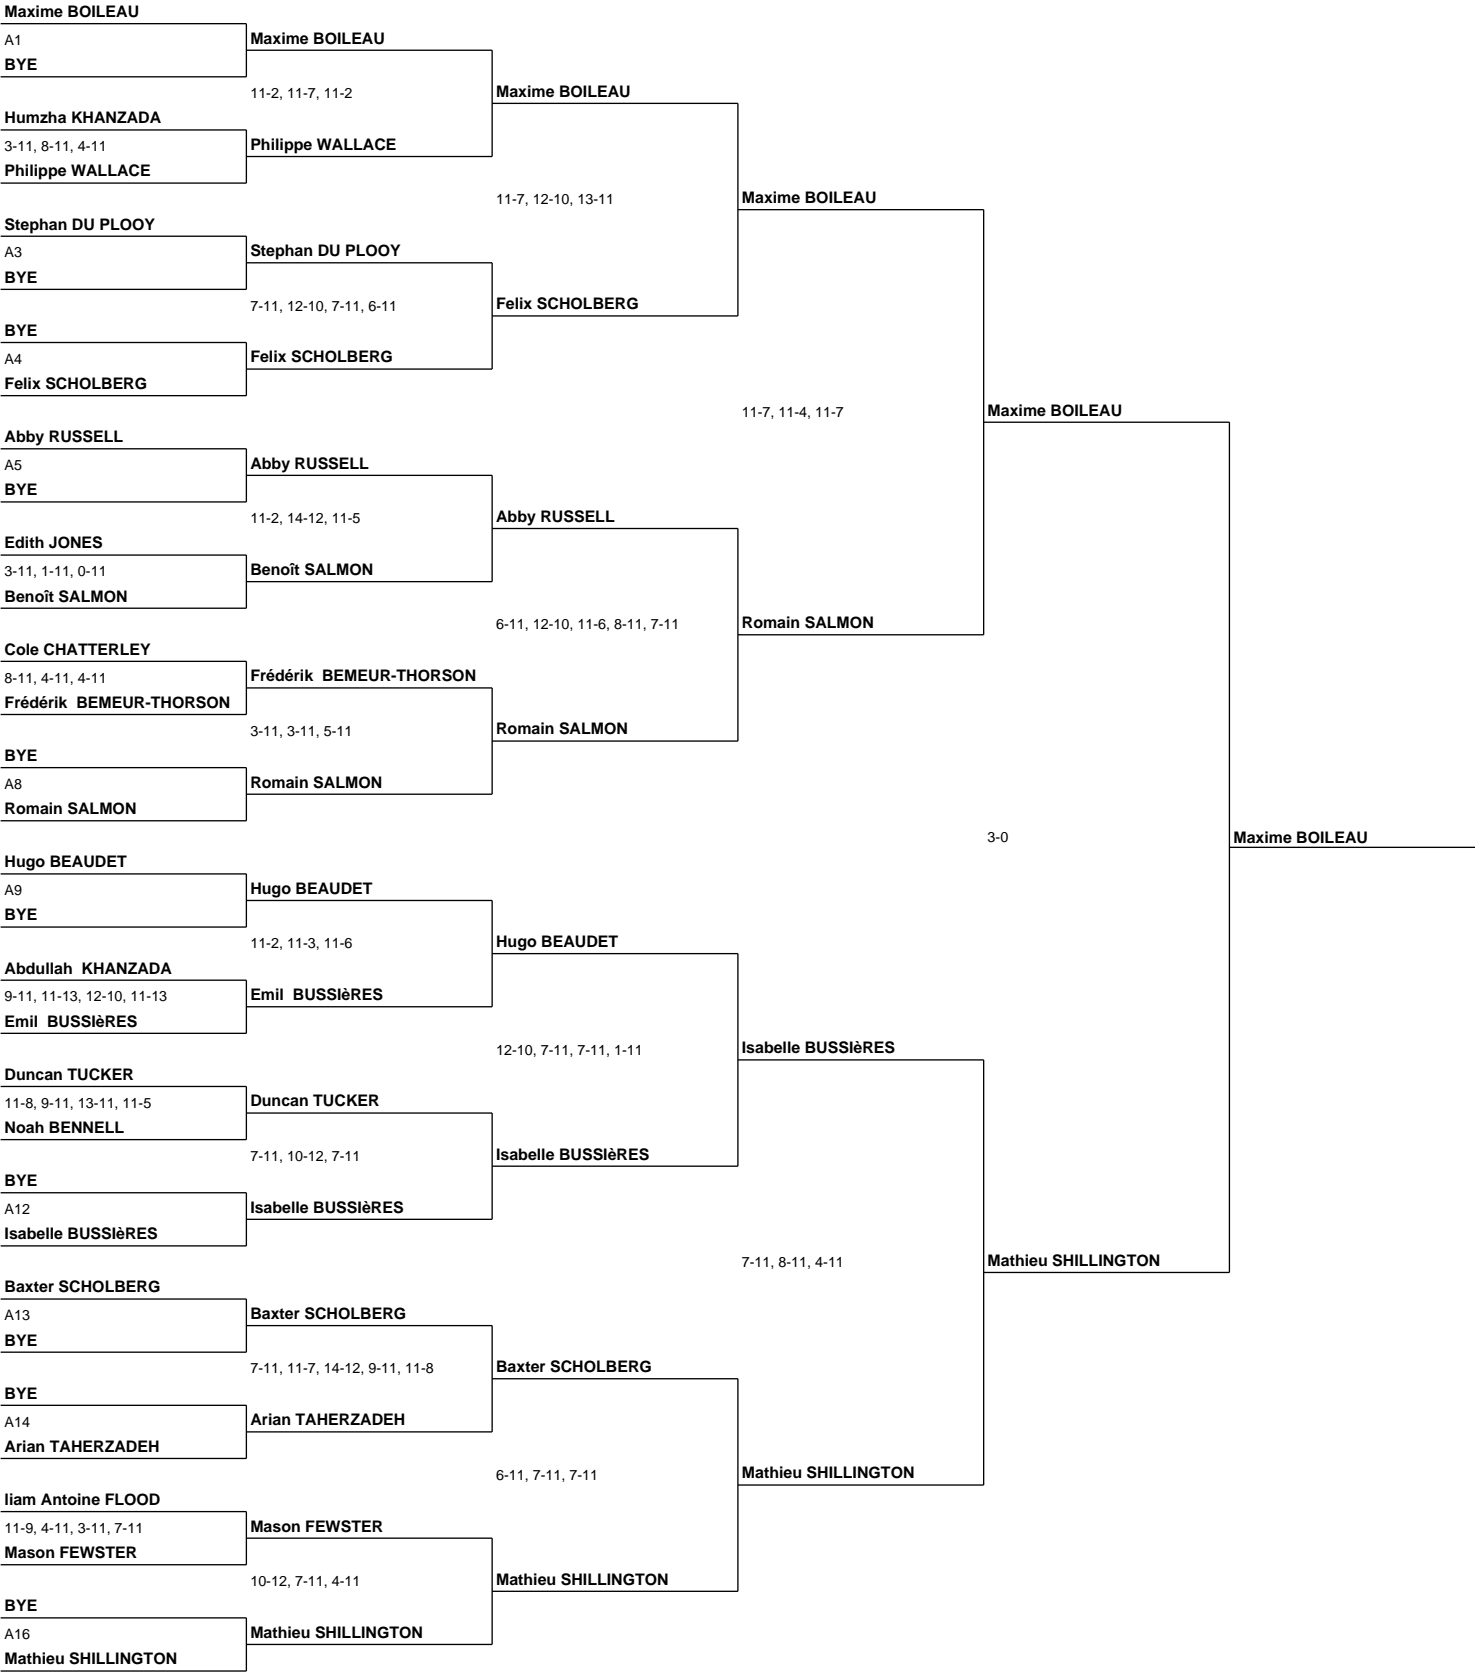 Maxime BOILEAU
A1
Maxime BOILEAU
BYE
11-2, 11-7, 11-2
Maxime BOILEAU
Humzha KHANZADA
3-11, 8-11, 4-11
Philippe WALLACE
Philippe WALLACE
11-7, 12-10, 13-11
Maxime BOILEAU
Stephan DU PLOOY
A3
Stephan DU PLOOY
BYE
7-11, 12-10, 7-11, 6-11
Felix SCHOLBERG
BYE
A4
Felix SCHOLBERG
Felix SCHOLBERG
11-7, 11-4, 11-7
Maxime BOILEAU
Abby RUSSELL
A5
Abby RUSSELL
BYE
11-2, 14-12, 11-5
Abby RUSSELL
Edith JONES
3-11, 1-11, 0-11
Benoît SALMON
Benoît SALMON
6-11, 12-10, 11-6, 8-11, 7-11
Romain SALMON
Cole CHATTERLEY
8-11, 4-11, 4-11
Frédérik  BEMEUR-THORSON
Frédérik  BEMEUR-THORSON
3-11, 3-11, 5-11
Romain SALMON
BYE
A8
Romain SALMON
Romain SALMON
3-0
Maxime BOILEAU
Hugo BEAUDET
A9
Hugo BEAUDET
BYE
11-2, 11-3, 11-6
Hugo BEAUDET
Abdullah  KHANZADA
9-11, 11-13, 12-10, 11-13
Emil  BUSSIèRES
Emil  BUSSIèRES
12-10, 7-11, 7-11, 1-11
Isabelle BUSSIèRES
Duncan TUCKER
11-8, 9-11, 13-11, 11-5
Duncan TUCKER
Noah BENNELL
7-11, 10-12, 7-11
Isabelle BUSSIèRES
BYE
A12
Isabelle BUSSIèRES
Isabelle BUSSIèRES
7-11, 8-11, 4-11
Mathieu SHILLINGTON
Baxter SCHOLBERG
A13
Baxter SCHOLBERG
BYE
7-11, 11-7, 14-12, 9-11, 11-8
Baxter SCHOLBERG
BYE
A14
Arian TAHERZADEH
Arian TAHERZADEH
6-11, 7-11, 7-11
Mathieu SHILLINGTON
liam Antoine FLOOD
11-9, 4-11, 3-11, 7-11
Mason FEWSTER
Mason FEWSTER
10-12, 7-11, 4-11
Mathieu SHILLINGTON
BYE
A16
Mathieu SHILLINGTON
Mathieu SHILLINGTON